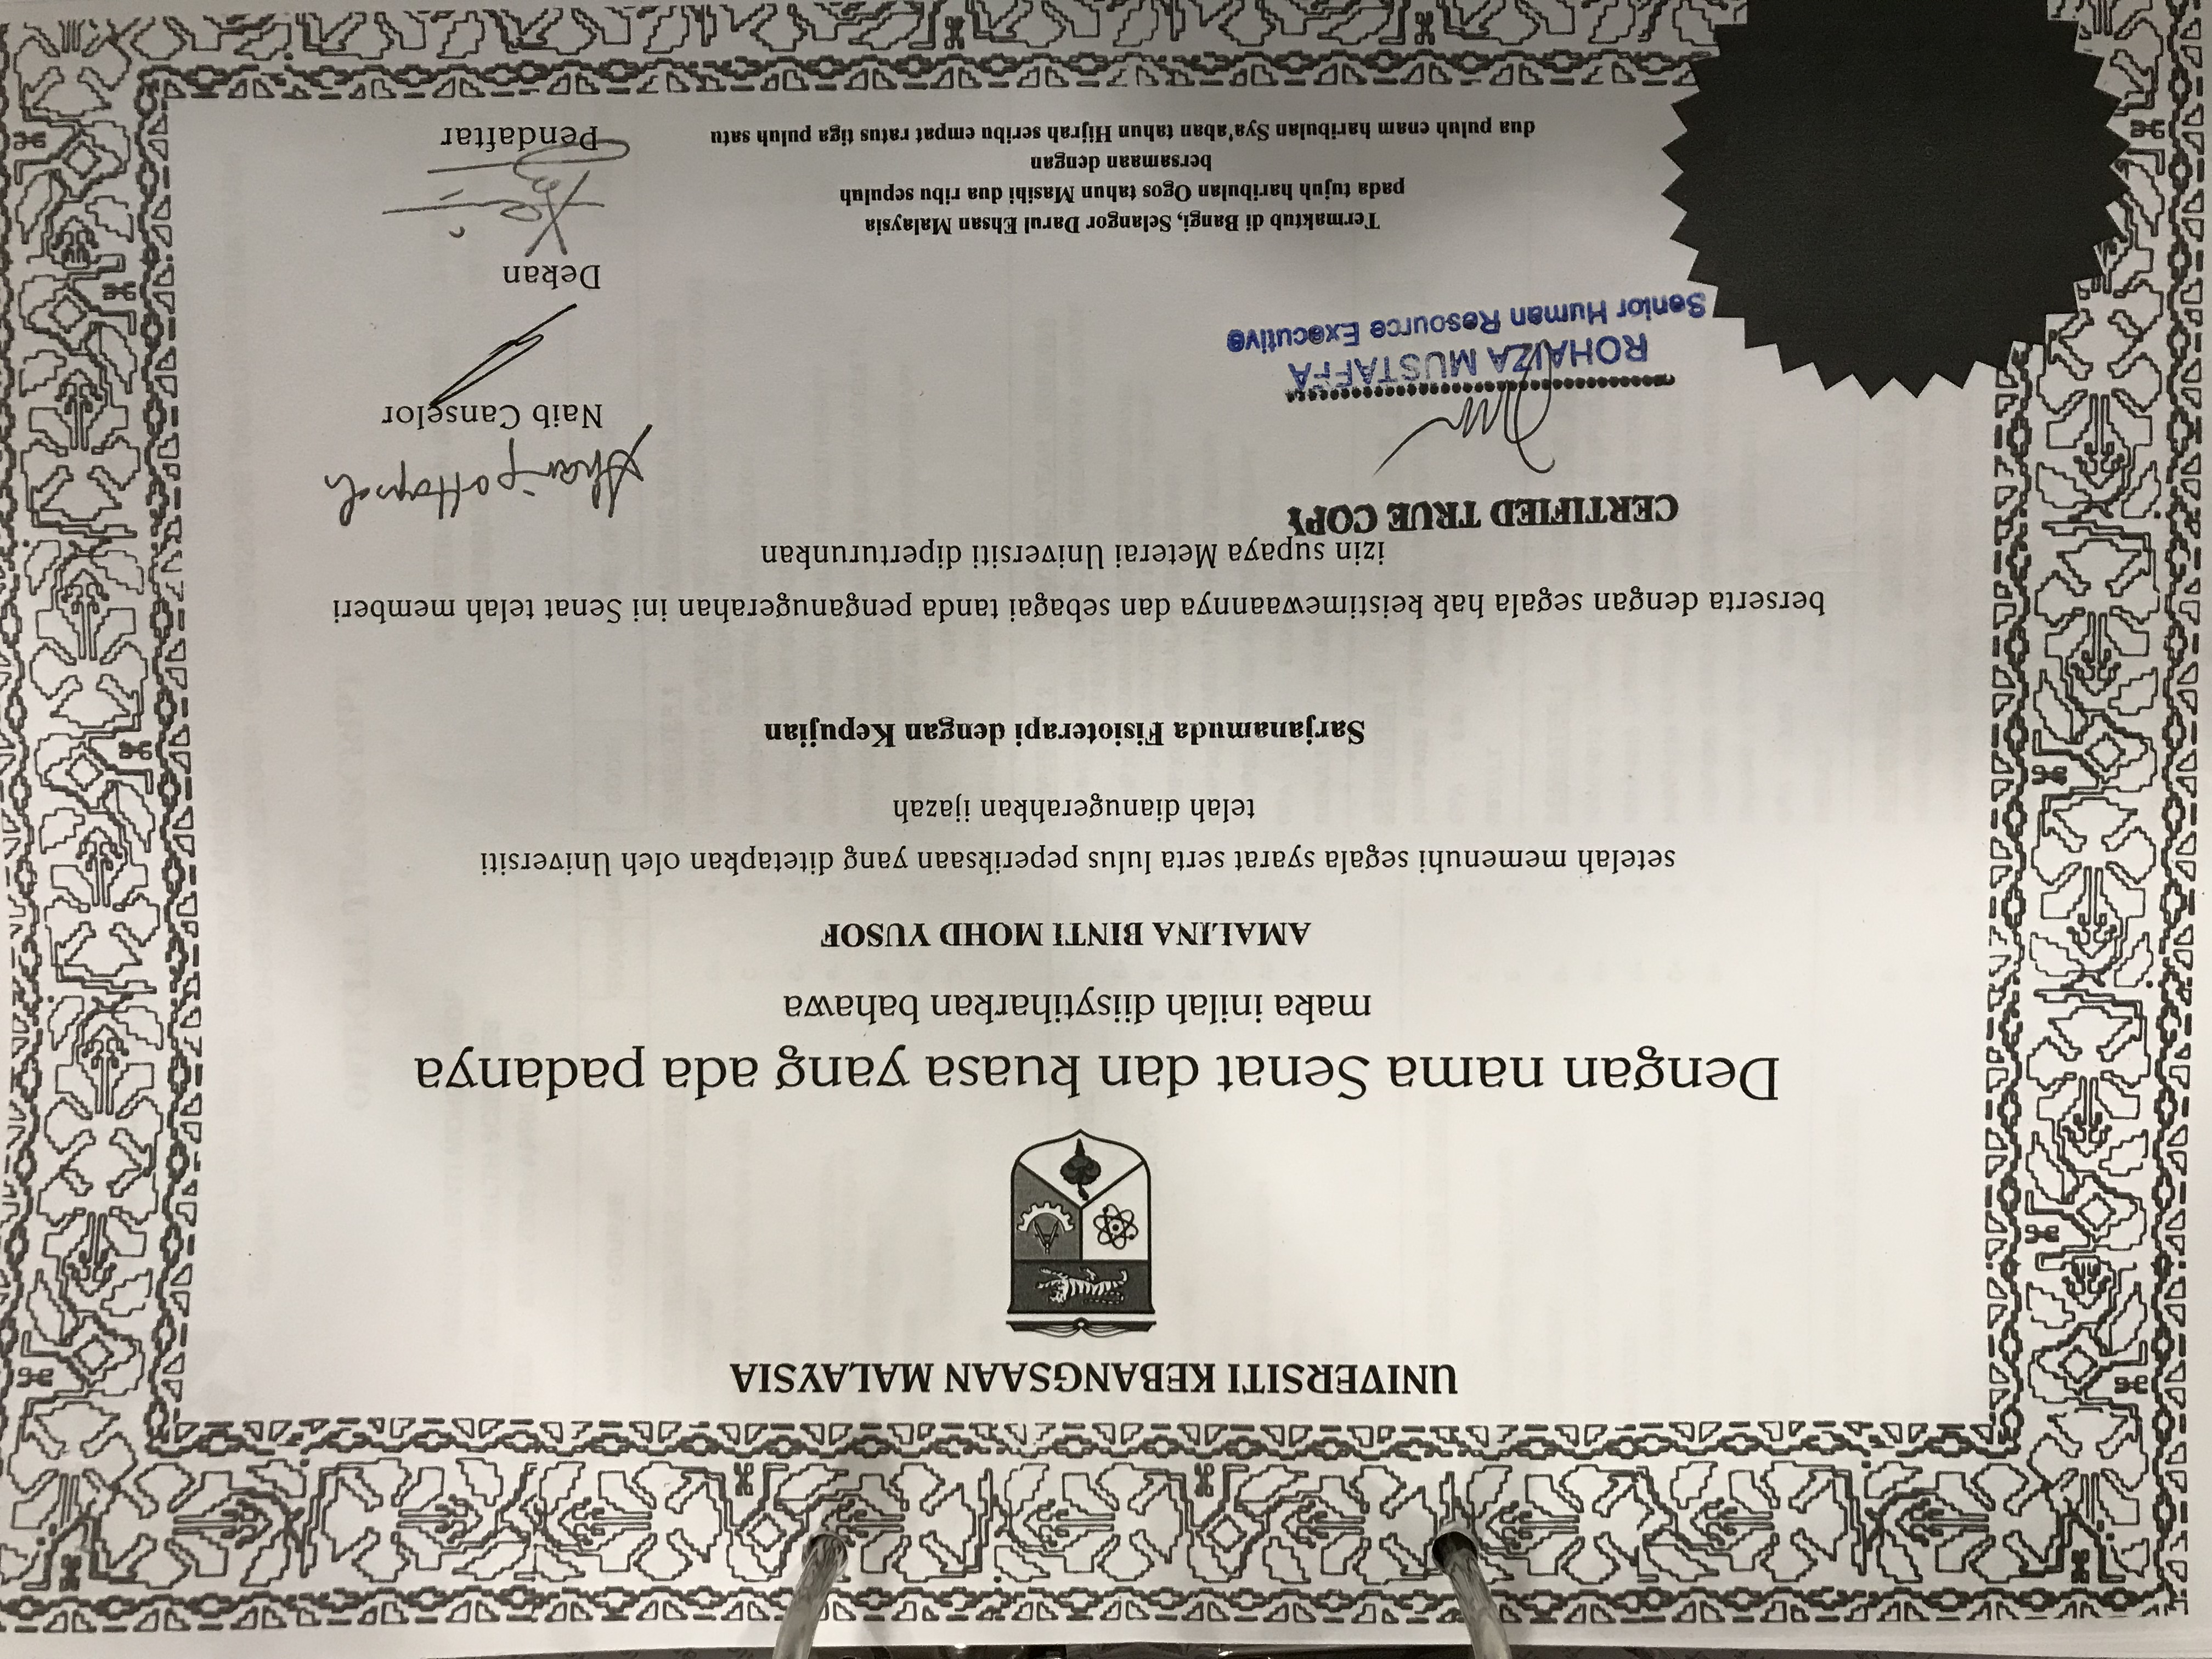 UNIVERSITI KEBANGSAAN MALAYSIA
Dengan nama Senat dan kuasa yang ada padanya
maka inilah diisytiharkan bahawa
AMALINA BINTI MOHD YUSOF
setelah memenuhi segala syarat serta lulus peperiksaan yang ditetapkan oleh Universiti
telah dianugerahkan ijazah
Sarjanamuda Fisioterapi dengan Kepujian
berserta dengan segala hak keistimewaannya dan sebagai tanda penganugerahan ini Senat telah memberi
izin supaya Meterai Universiti diperturunkan
CERTIFIED TRUE COPY
ROHAIZA MUSTAFFA
Senior Human Resource Executive
Naib Canselor
Dekan
Pendaftar
Termaktub di Bangi, Selangor Darul Ehsan Malaysia
pada tujuh haribulan Ogos tahun Masihi dua ribu sepuluh
bersamaan dengan
dua puluh enam haribulan Sya'aban tahun Hijrah seribu empat ratus tiga puluh satu